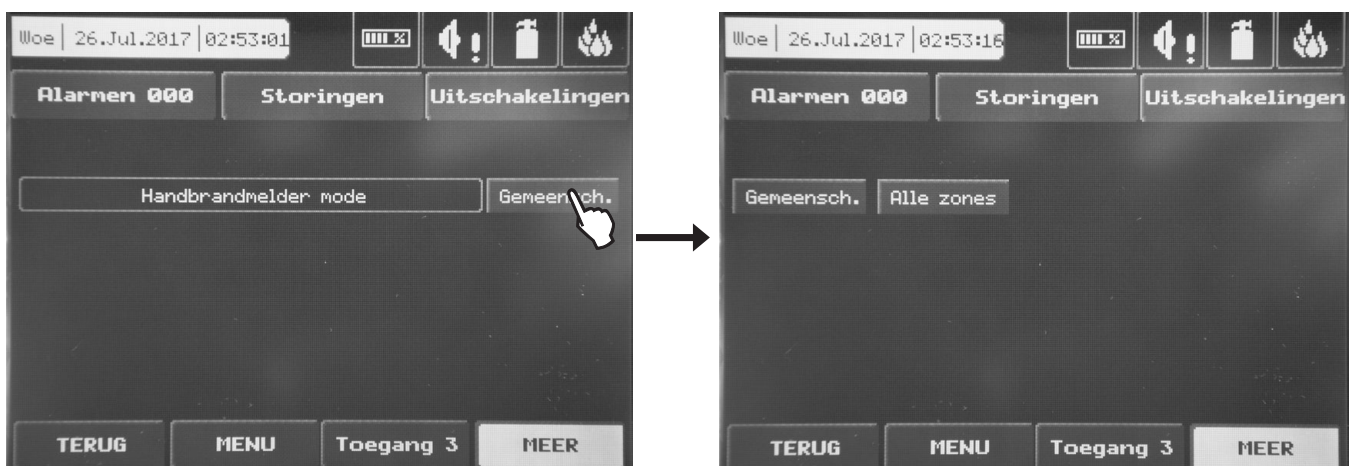 Woe 26.Jul.2017 02:53:01
%
Alarmen 000 Storingen Uitschakelingen
Handbrandmelder mode Gemeensch.
TERUG MENU Toegang 3 MEER
Woe 26.Jul.2017 02:53:16
%
Alarmen 000 Storingen Uitschakelingen
Gemeensch. Alle zones
TERUG MENU Toegang 3 MEER